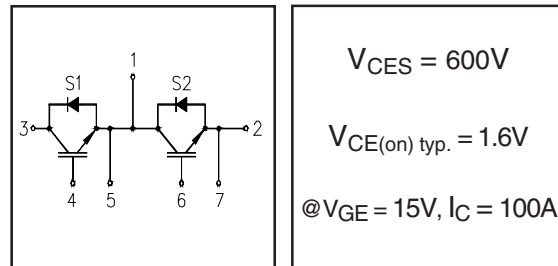 1
S1
S2
3
2
4
5
6
7
VCES = 600V
VCE(on) typ. = 1.6V
@VGE = 15V, IC = 100A